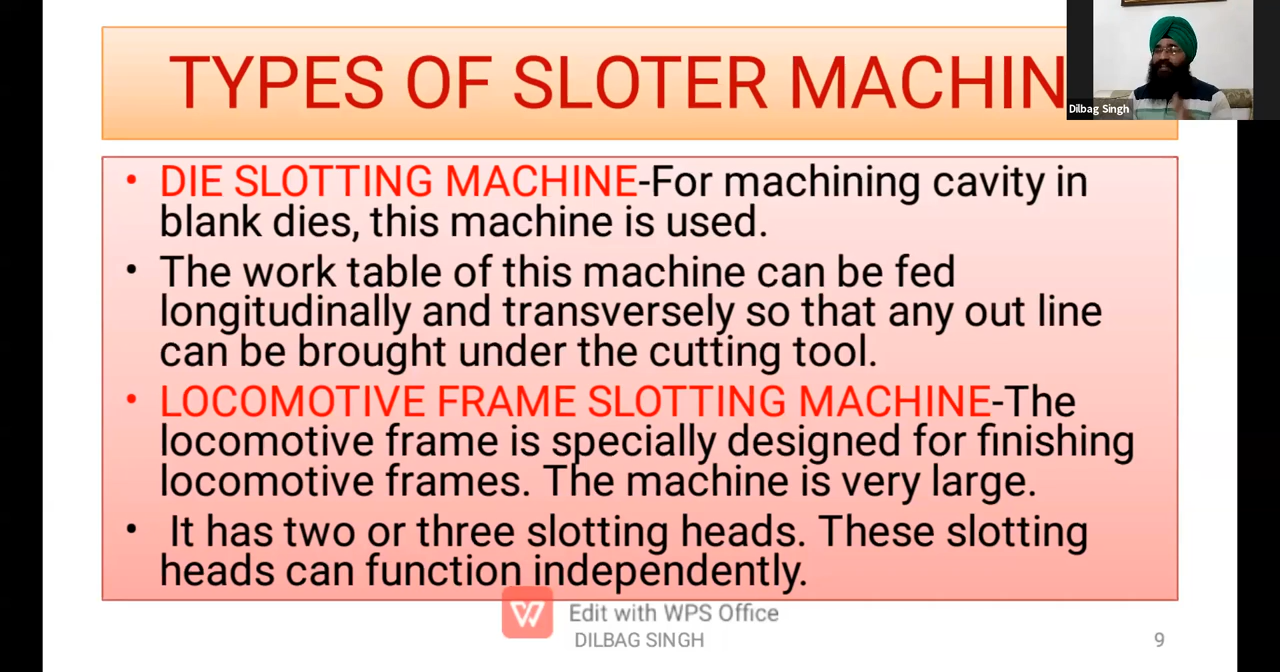 TYPES OF SLOTER MACHIN
Dilbag Singh
• DIE SLOTTING MACHINE-For machining cavity in
blank dies, this machine is used.
• The work table of this machine can be fed
longitudinally and transversely so that any out line
can be brought under the cutting tool.
• LOCOMOTIVE FRAME SLOTTING MACHINE-The
locomotive frame is specially designed for finishing
locomotive frames. The machine is very large.
• It has two or three slotting heads. These slotting
heads can function independently.
Edit with WPS Office
DILBAG SINGH
9